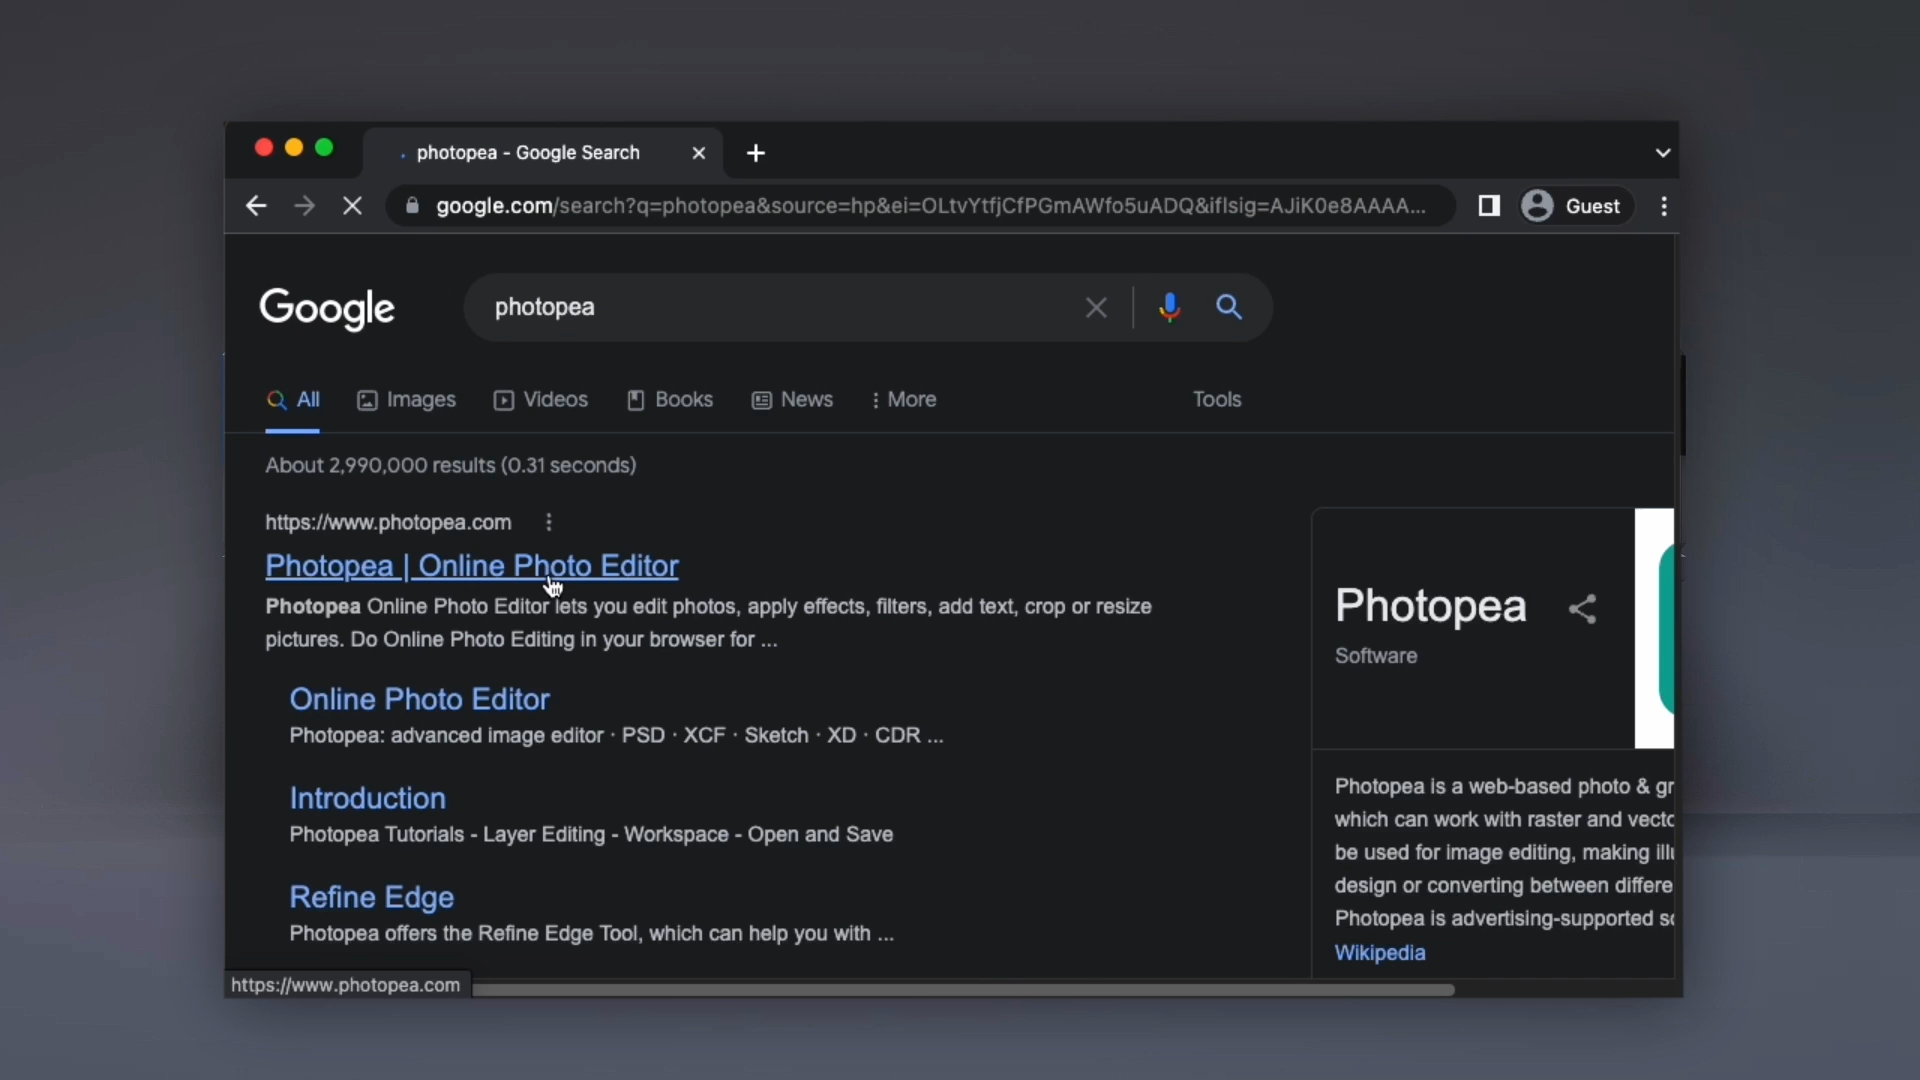 photopea - Google Search
google.com/search?q=photopea&source=hp&ei=OLtvYtfjCfPGmAWfo5uADQ&iflsig=AJiK0e8AAAA...
Guest
Google
photopea
All Images Videos Books News More Tools
About 2,990,000 results (0.31 seconds)
https://www.photopea.com
Photopea | Online Photo Editor
Photopea Online Photo Editor lets you edit photos, apply effects, filters, add text, crop or resize
pictures. Do Online Photo Editing in your browser for ...
Online Photo Editor
Photopea: advanced image editor · PSD · XCF · Sketch · XD · CDR ...
Introduction
Photopea Tutorials - Layer Editing - Workspace - Open and Save
Refine Edge
Photopea offers the Refine Edge Tool, which can help you with ...
https://www.photopea.com
Photopea
Software
Photopea is a web-based photo & gr
which can work with raster and vecto
be used for image editing, making illu
design or converting between differe
Photopea is advertising-supported so
Wikipedia